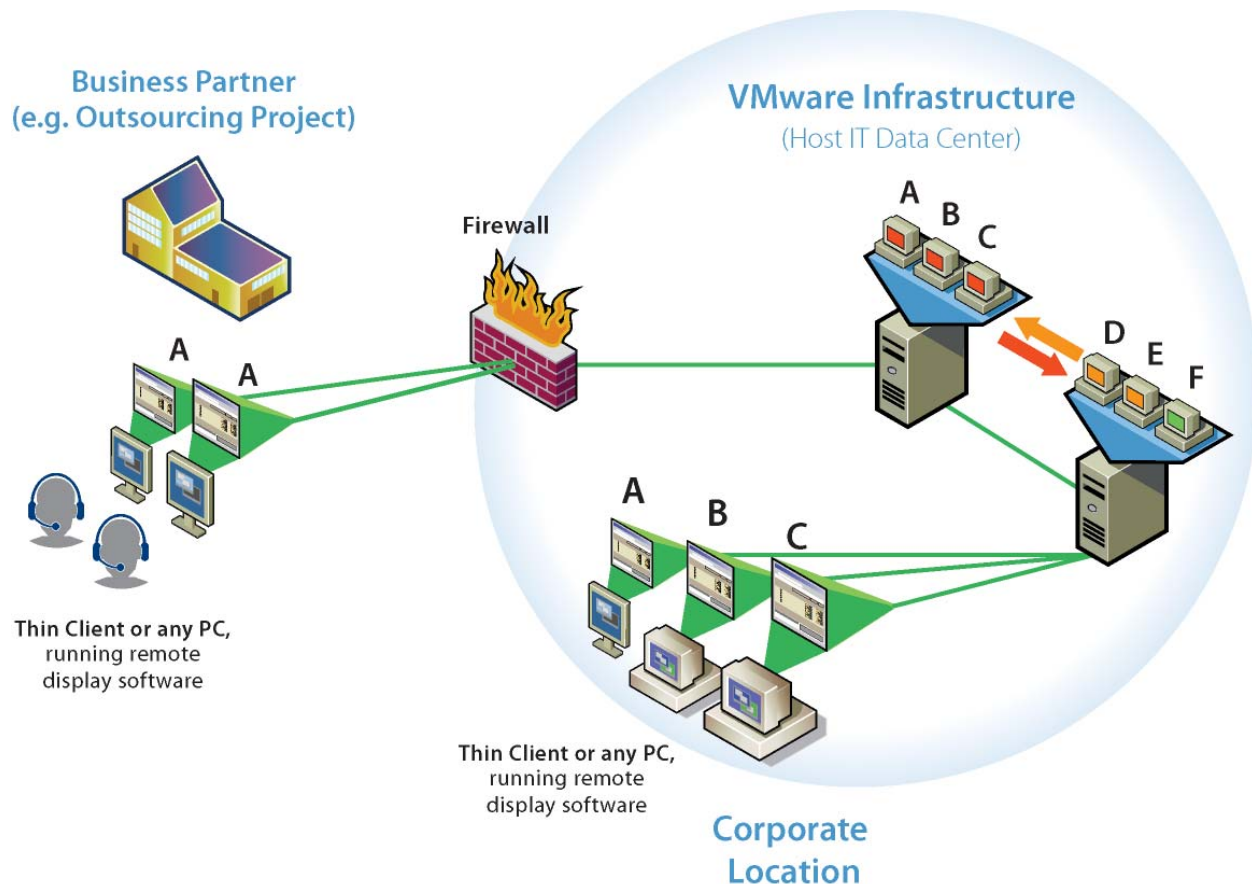 Business Partner
(e.g. Outsourcing Project)
VMware Infrastructure
(Host IT Data Center)
A
B
C
Firewall
D
E
F
A
A
A
B
C
Thin Client or any PC,
running remote
display software
Thin Client or any PC,
running remote
display software
Corporate
Location